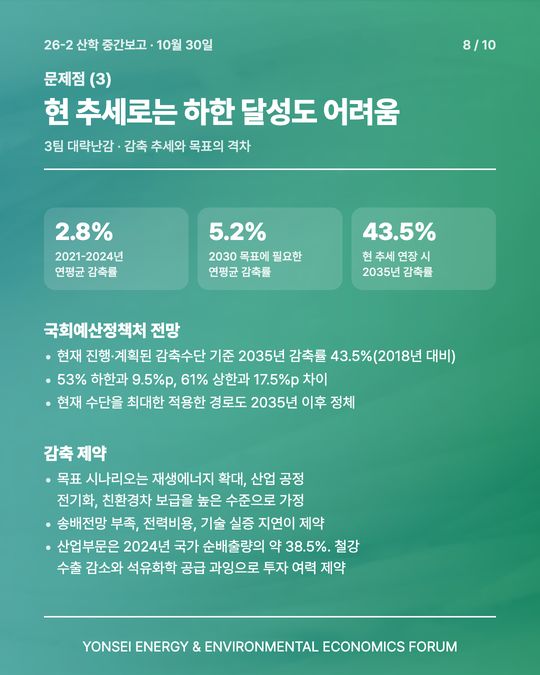 26-2 산학 중간보고 · 10월 30일
8 / 10
문제점 (3)
현 추세로는 하한 달성도 어려움
3팀 대략난감 · 감축 추세와 목표의 격차
2.8%
2021-2024년
연평균 감축률
5.2%
2030 목표에 필요한
연평균 감축률
43.5%
현 추세 연장 시
2035년 감축률
국회예산정책처 전망
• 현재 진행·계획된 감축수단 기준 2035년 감축률 43.5%(2018년 대비)
• 53% 하한과 9.5%p, 61% 상한과 17.5%p 차이
• 현재 수단을 최대한 적용한 경로도 2035년 이후 정체
감축 제약
• 목표 시나리오는 재생에너지 확대, 산업 공정
전기화, 친환경차 보급을 높은 수준으로 가정
• 송배전망 부족, 전력비용, 기술 실증 지연이 제약
• 산업부문은 2024년 국가 순배출량의 약 38.5%. 철강
수출 감소와 석유화학 공급 과잉으로 투자 여력 제약
YONSEI ENERGY & ENVIRONMENTAL ECONOMICS FORUM